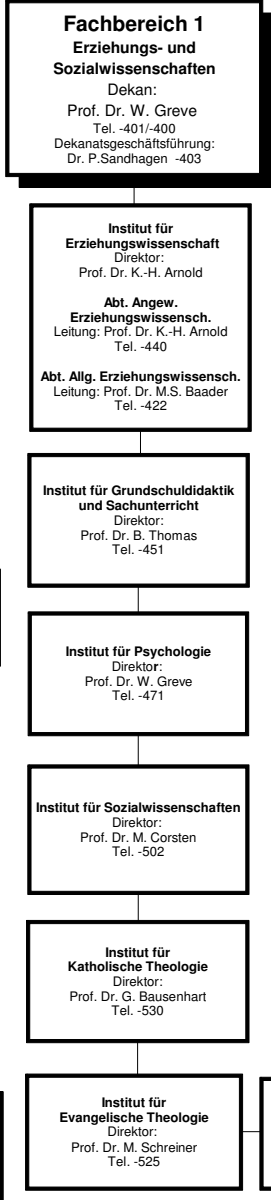 Fachbereich 1
Erziehungs- und
Sozialwissenschaften
Dekan:
Prof. Dr. W. Greve
Tel. -401/-400
Dekanatsgeschäftsführung:
Dr. P.Sandhagen -403
Institut für
Erziehungswissenschaft
Direktor:
Prof. Dr. K.-H. Arnold
Abt. Angew.
Erziehungswissensch.
Leitung: Prof. Dr. K.-H. Arnold
Tel. -440
Abt. Allg. Erziehungswissensch.
Leitung: Prof. Dr. M.S. Baader
Tel. -422
Institut für Grundschuldidaktik
und Sachunterricht
Direktor:
Prof. Dr. B. Thomas
Tel. -451
Institut für Psychologie
Direktor:
Prof. Dr. W. Greve
Tel. -471
Institut für Sozialwissenschaften
Direktor:
Prof. Dr. M. Corsten
Tel. -502
Institut für
Katholische Theologie
Direktor:
Prof. Dr. G. Bausenhart
Tel. -530
Institut für
Evangelische Theologie
Direktor:
Prof. Dr. M. Schreiner
Tel. -525